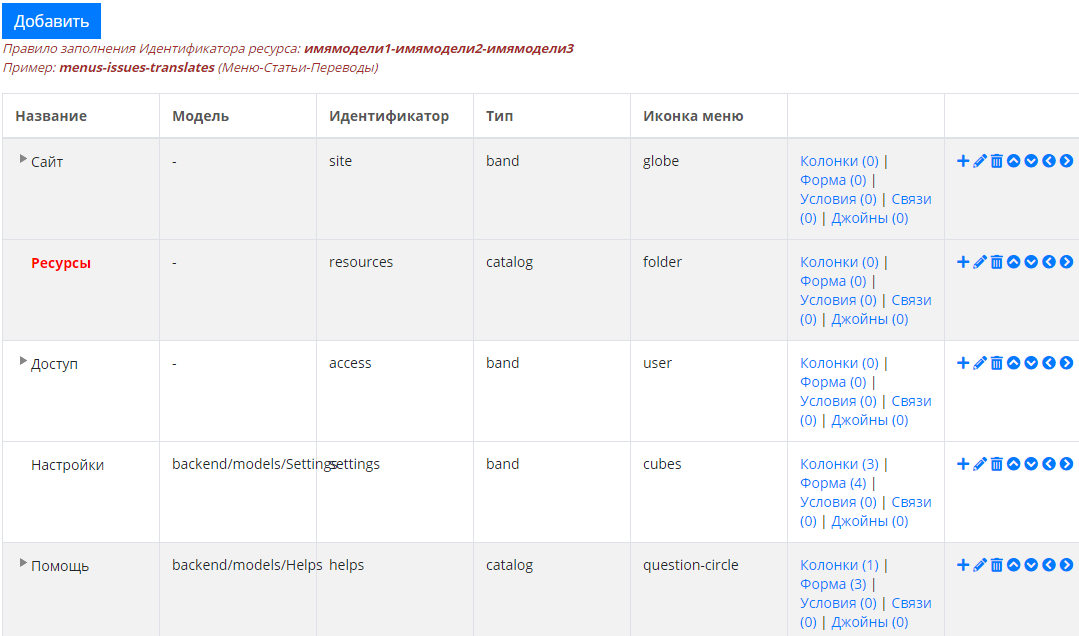 Добавить
Правило заполнения Идентификатора ресурса: имямодели1-имямодели2-имямодели3
Пример: menus-issues-translates (Меню-Статьи-Переводы)
Название Модель Идентификатор Тип Иконка меню
Сайт - site band globe Колонки (0) |
Форма (0) |
Условия (0) | Связи
(0) | Джойны (0)
Ресурсы - resources catalog folder Колонки (0) |
Форма (0) |
Условия (0) | Связи
(0) | Джойны (0)
Доступ - access band user Колонки (0) |
Форма (0) |
Условия (0) | Связи
(0) | Джойны (0)
Настройки backend/models/Settings settings band cubes Колонки (3) |
Форма (4) |
Условия (0) | Связи
(0) | Джойны (0)
Помощь backend/models/Helps helps catalog question-circle Колонки (1) |
Форма (3) |
Условия (0) | Связи
(0) | Джойны (0)